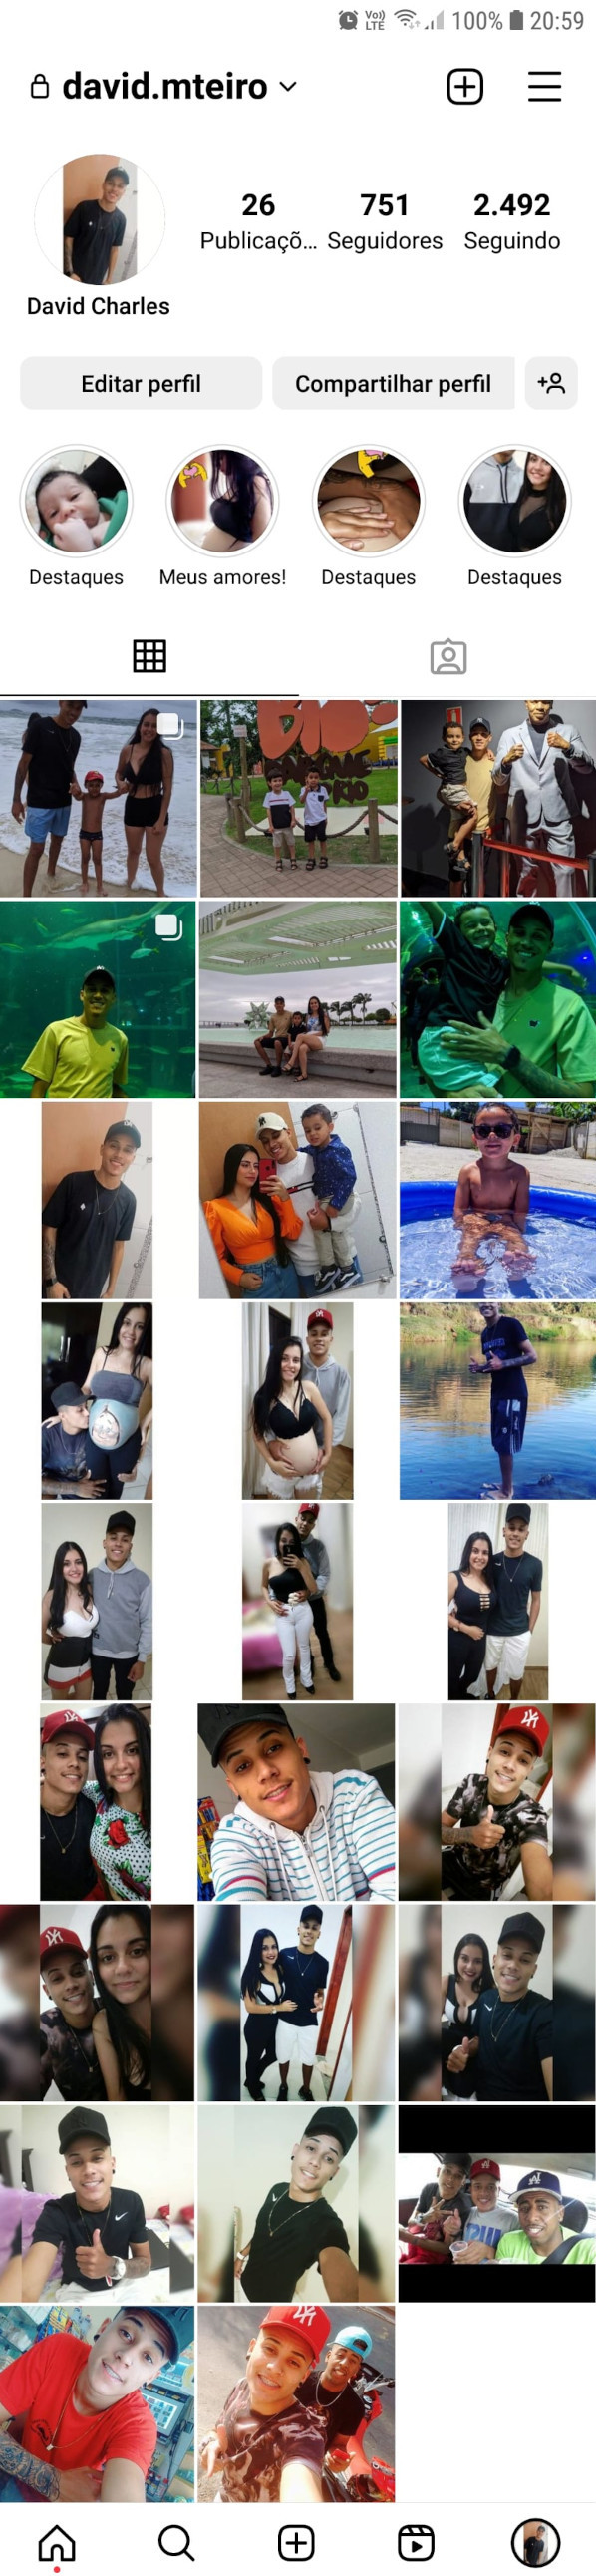 Vo))
LTE
100% 20:59
david.mteiro
26
751
2.492
Publicaçõ...
Seguidores
Seguindo
David Charles
Editar perfil
Compartilhar perfil
Destaques
Meus amores!
Destaques
Destaques